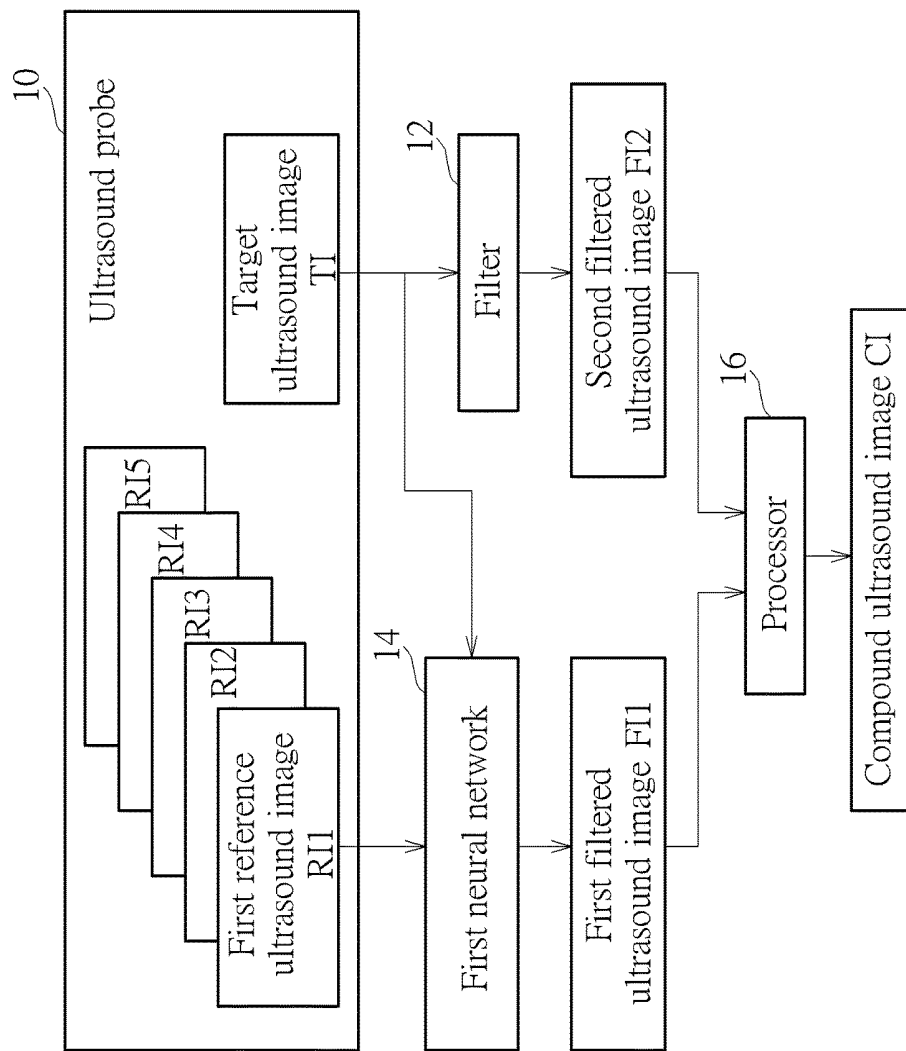 10
Ultrasound probe
RI5
RI4
RI3
RI2
First reference
ultrasound image
RI1
Target
ultrasound image
TI
14
First neural network
12
Filter
First filtered
ultrasound image FI1
Second filtered
ultrasound image FI2
16
Processor
Compound ultrasound image CI